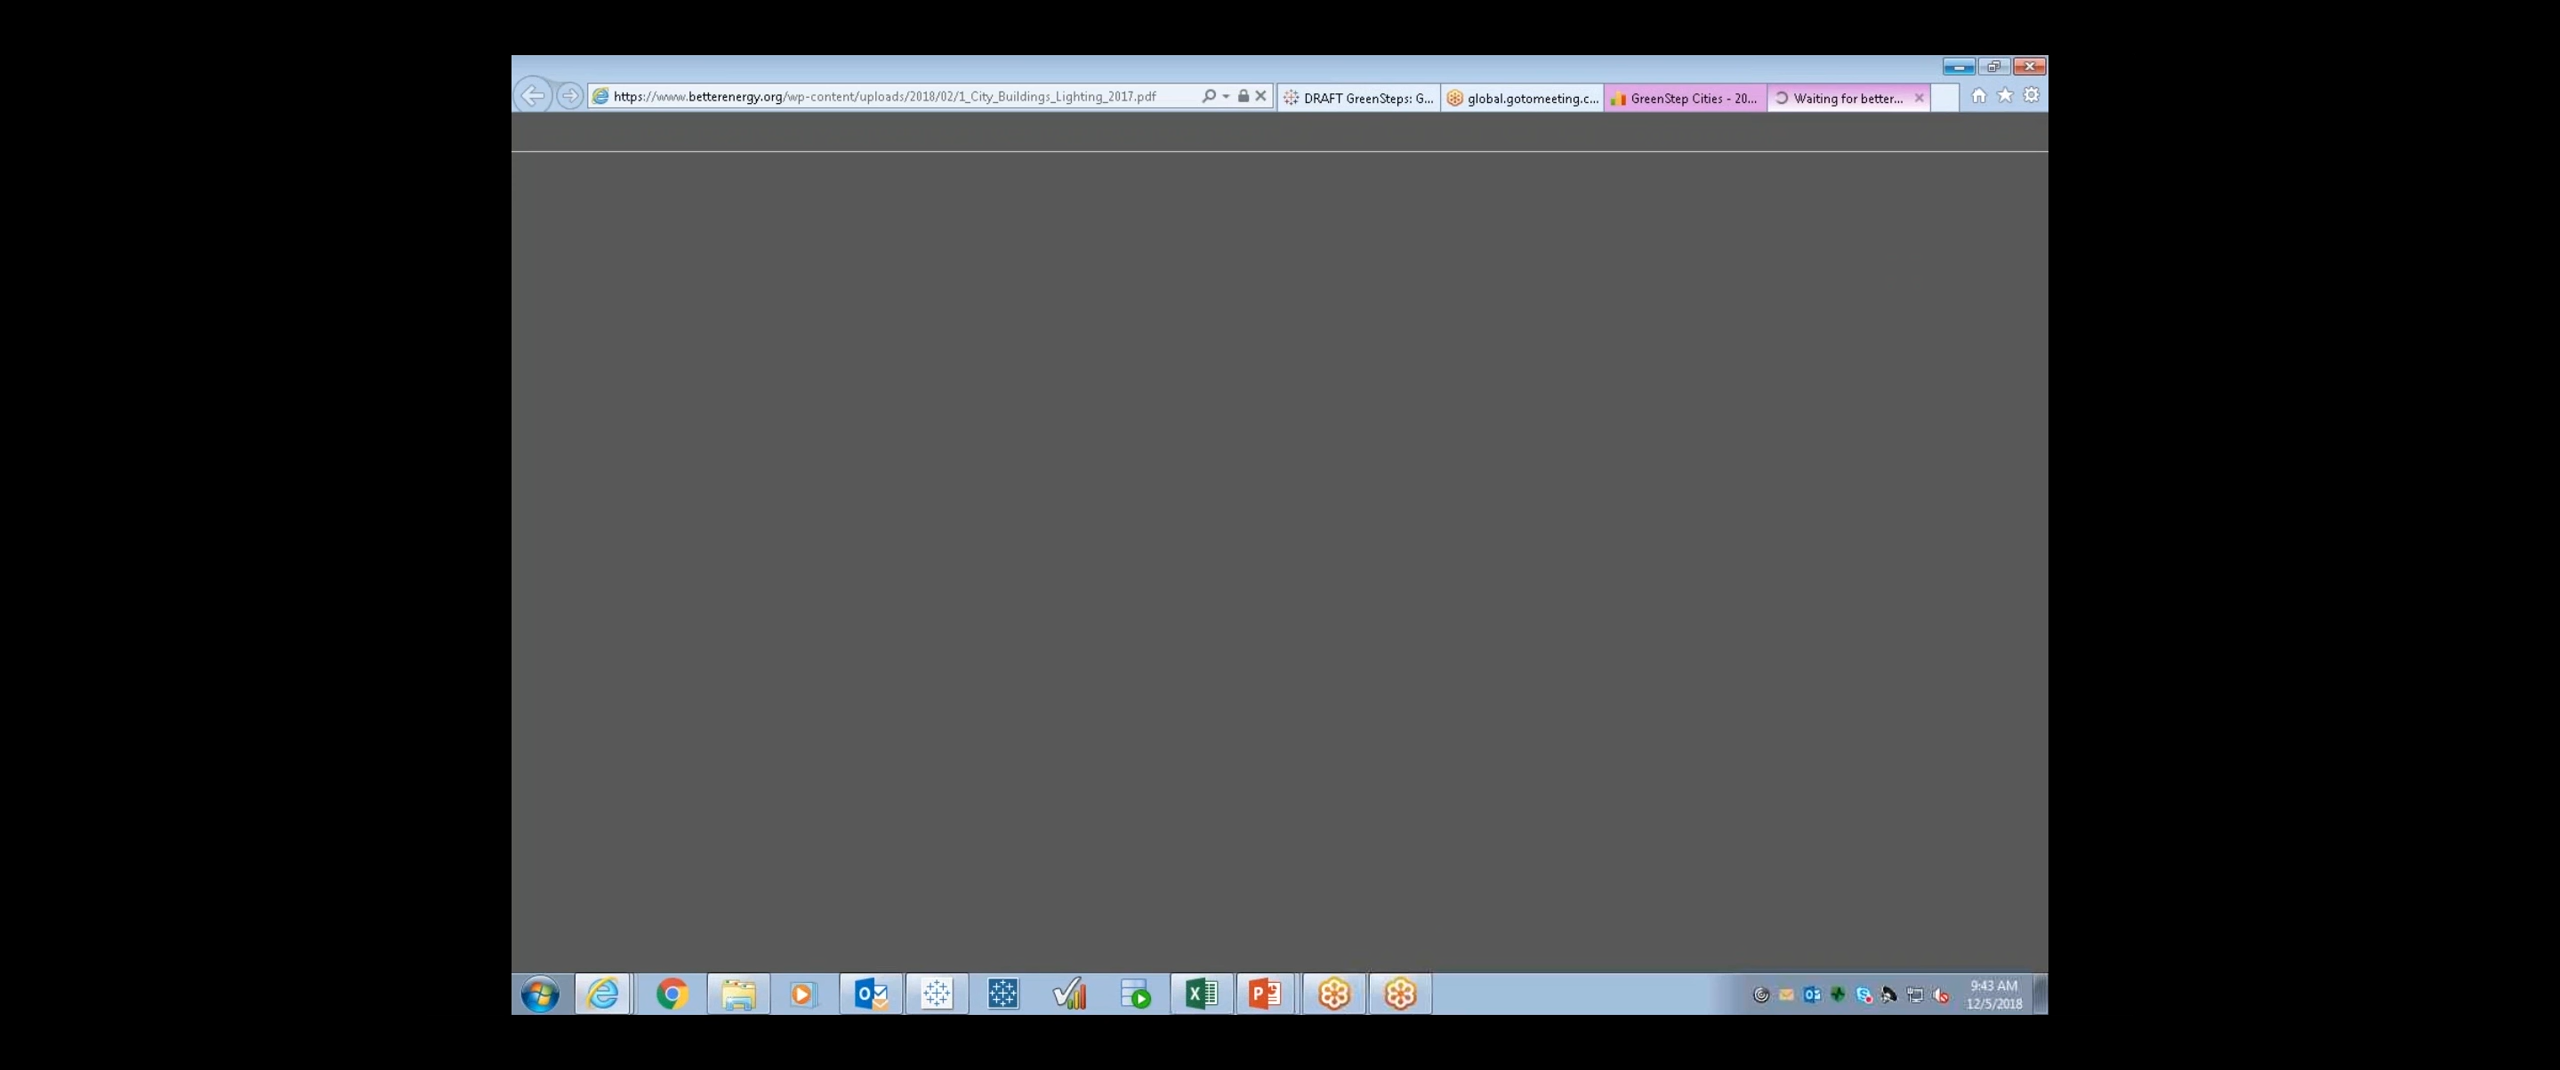 https://www.betterenergy.org/wp-content/uploads/2018/02/1_City_Buildings_Lighting_2017.pdf
DRAFT GreenSteps: G...
global.gotomeeting.c...
GreenStep Cities - 20...
Waiting for better...
9:43 AM
12/5/2018